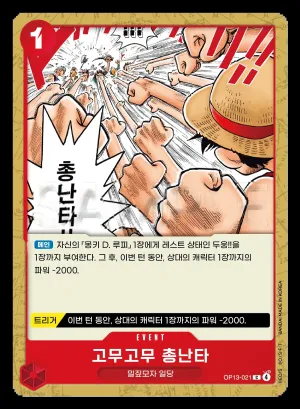 1
총난타!!
SAMPLE
메인 자신의 「몽키 D. 루피」 1장에게 레스트 상태인 두웅!!을
1장까지 부여한다. 그 후, 이번 턴 동안, 상대의 캐릭터 1장까지의
파워 -2000.
트리거 이번 턴 동안, 상대의 캐릭터 1장까지의 파워 -2000.
EVENT
고무고무 총난타
밀짚모자 일당
OP13-021